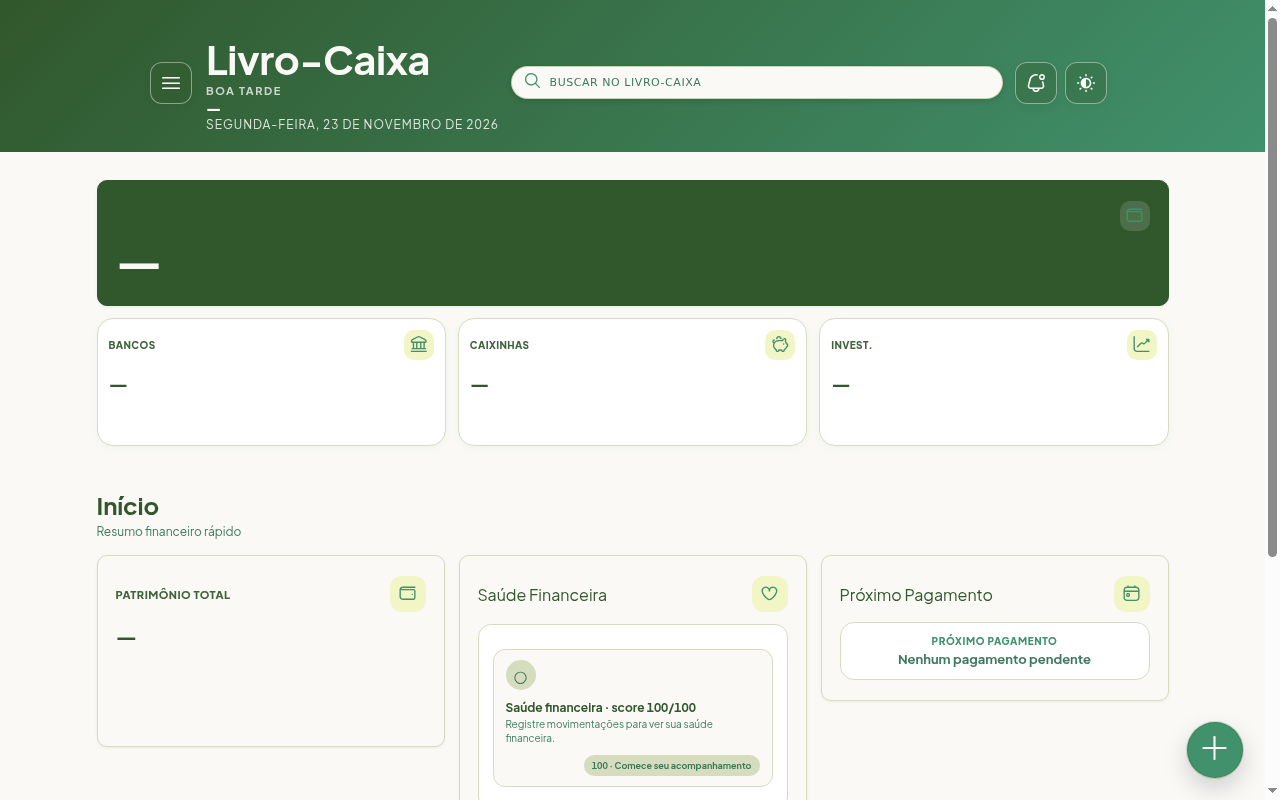 Livro-Caixa
BOA TARDE
—
SEGUNDA-FEIRA, 23 DE NOVEMBRO DE 2026
BUSCAR NO LIVRO-CAIXA
—
BANCOS
—
CAIXINHAS
—
INVEST.
—
Início
Resumo financeiro rápido
PATRIMÔNIO TOTAL
—
Saúde Financeira
Saúde financeira · score 100/100
Registre movimentações para ver sua saúde
financeira.
100 · Comece seu acompanhamento
Próximo Pagamento
PRÓXIMO PAGAMENTO
Nenhum pagamento pendente